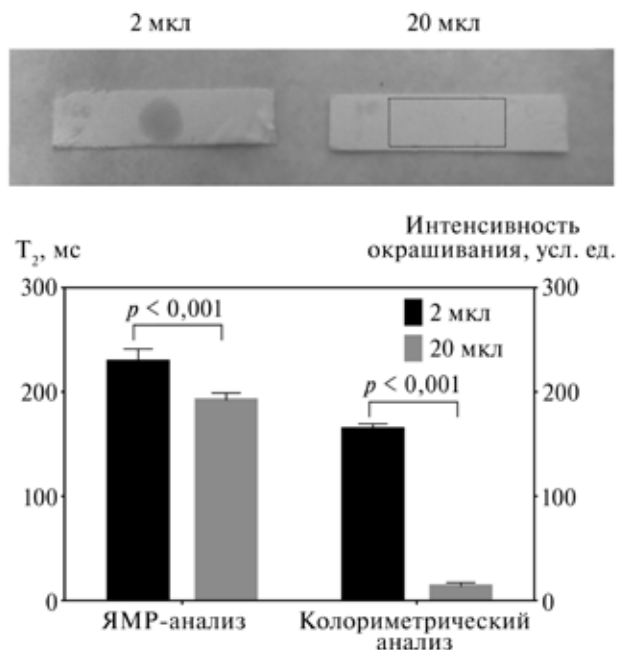 2 мкл
20 мкл
T₂, мс
Интенсивность
окрашивания, усл. ед.
300
300
p < 0,001
2 мкл
20 мкл
200
p < 0,001
200
100
100
0
0
ЯМР-анализ
Колориметрический
анализ